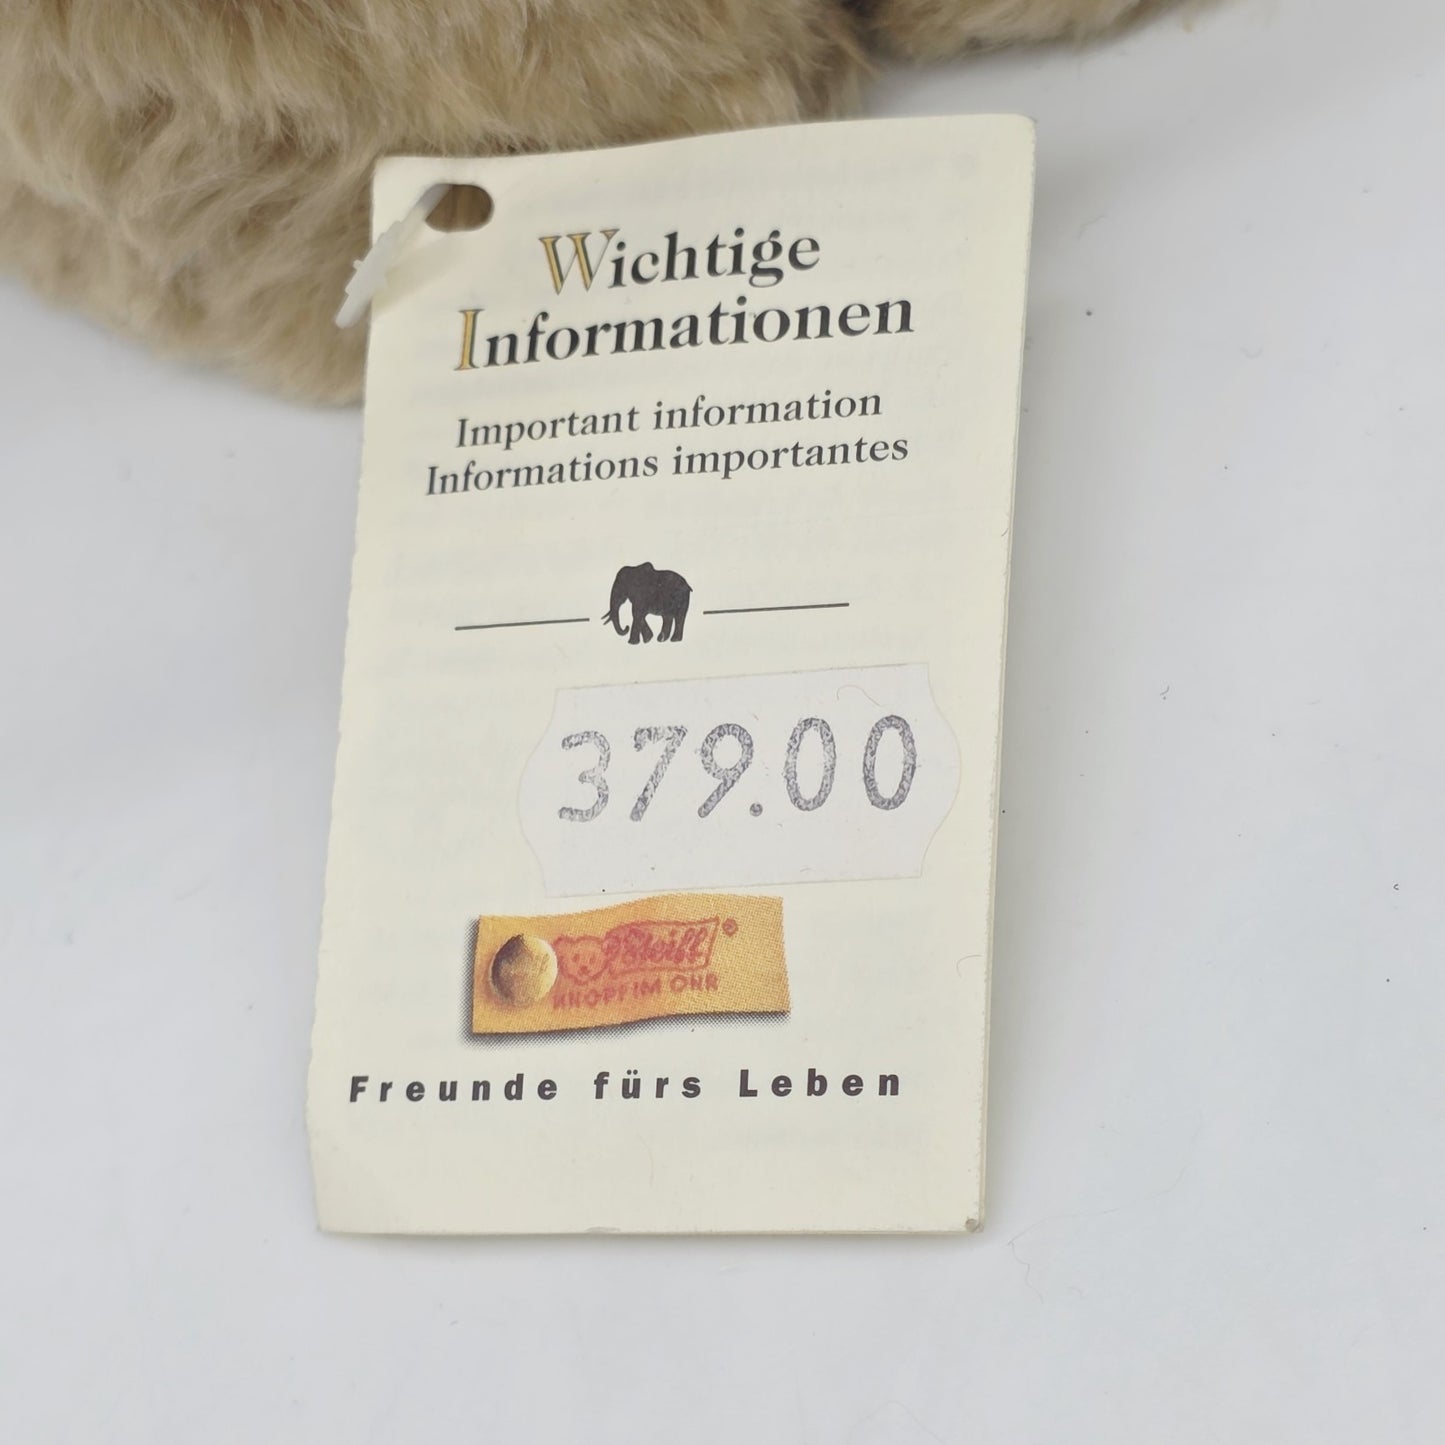 Wichtige
Informationen
Important information
Informations importantes
379.00
Steiff®
KNOPF IM OHR
Freunde fürs Leben